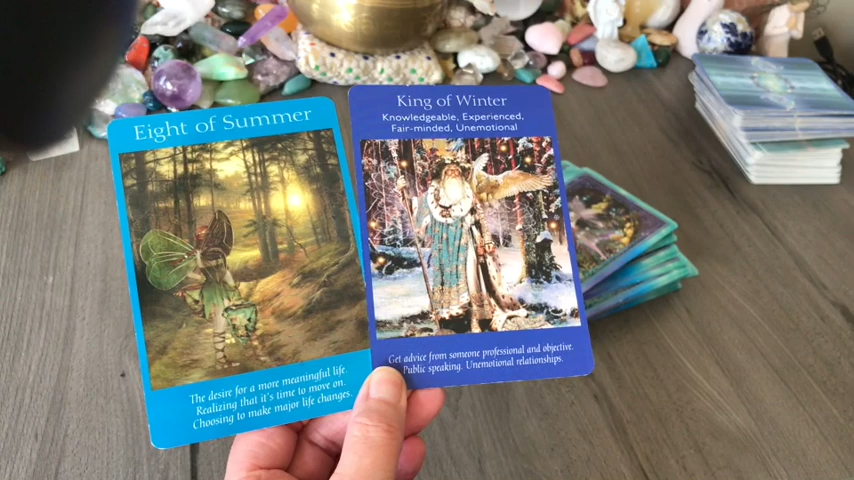 Eight of Summer
The desire for a more meaningful life.
Realizing that it's time to move on.
Choosing to make major life changes.
King of Winter
Knowledgeable, Experienced,
Fair-minded, Unemotional
Get advice from someone professional and objective.
Public speaking. Unemotional relationships.